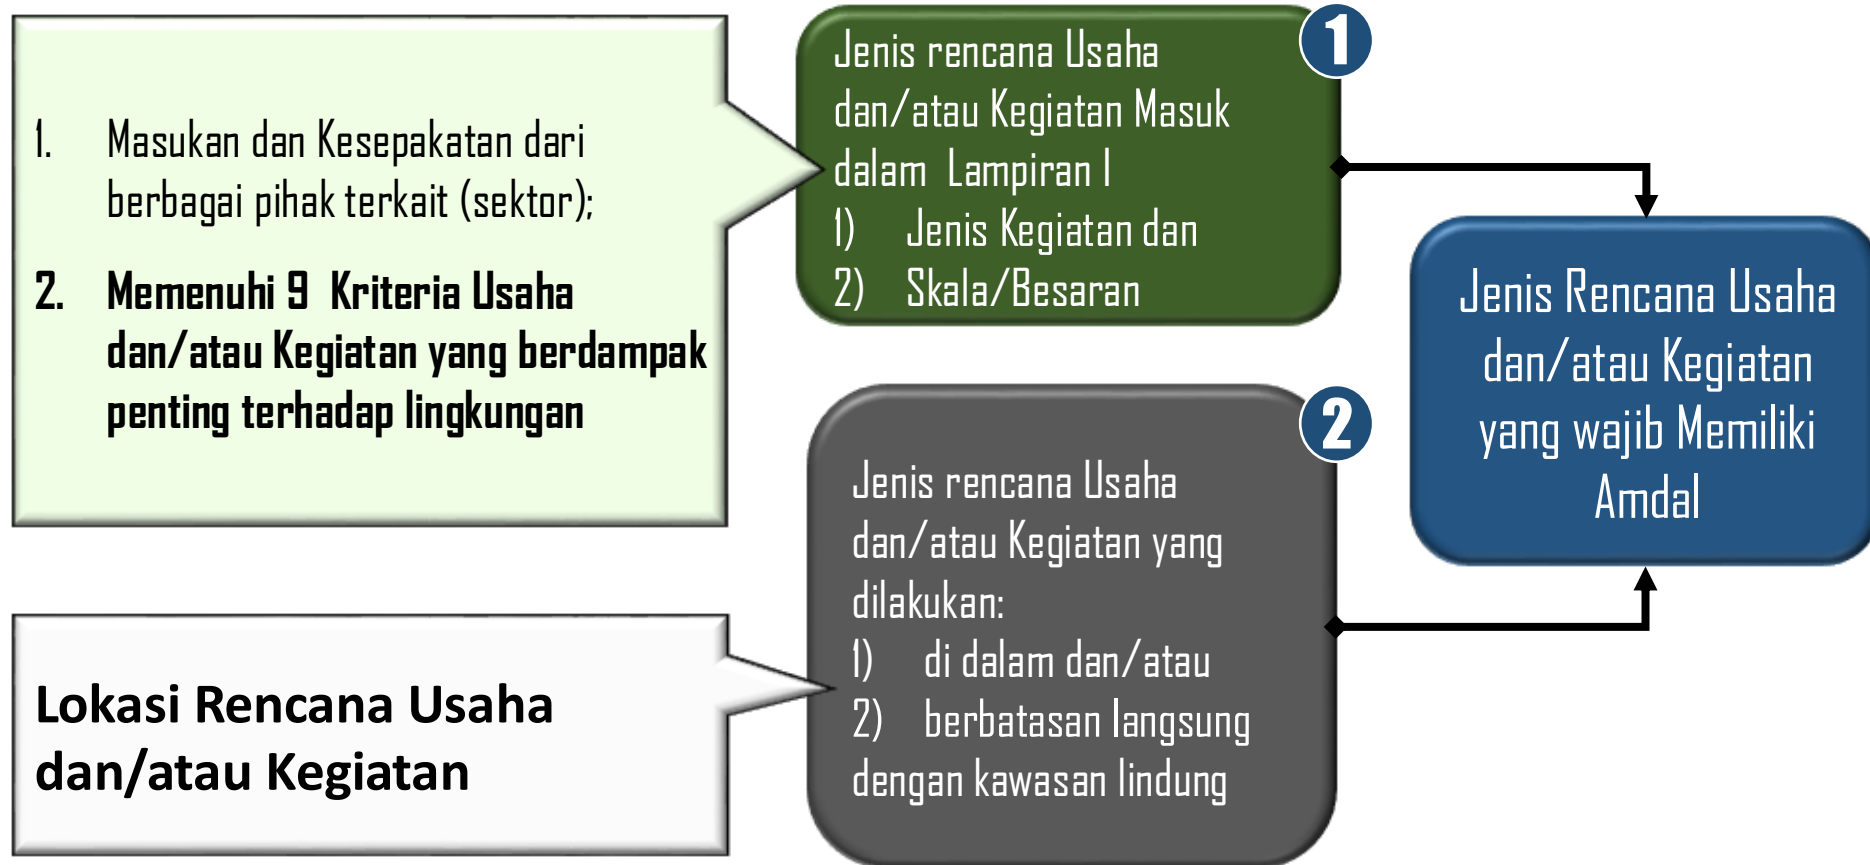 1. Masukan dan Kesepakatan dari
berbagai pihak terkait (sektor);
2. Memenuhi 9 Kriteria Usaha
dan/atau Kegiatan yang berdampak
penting terhadap lingkungan
1
Jenis rencana Usaha
dan/atau Kegiatan Masuk
dalam Lampiran I
1) Jenis Kegiatan dan
2) Skala/Besaran
Lokasi Rencana Usaha
dan/atau Kegiatan
2
Jenis rencana Usaha
dan/atau Kegiatan yang
dilakukan:
1) di dalam dan/atau
2) berbatasan langsung
dengan kawasan lindung
Jenis Rencana Usaha
dan/atau Kegiatan
yang wajib Memiliki
Amdal